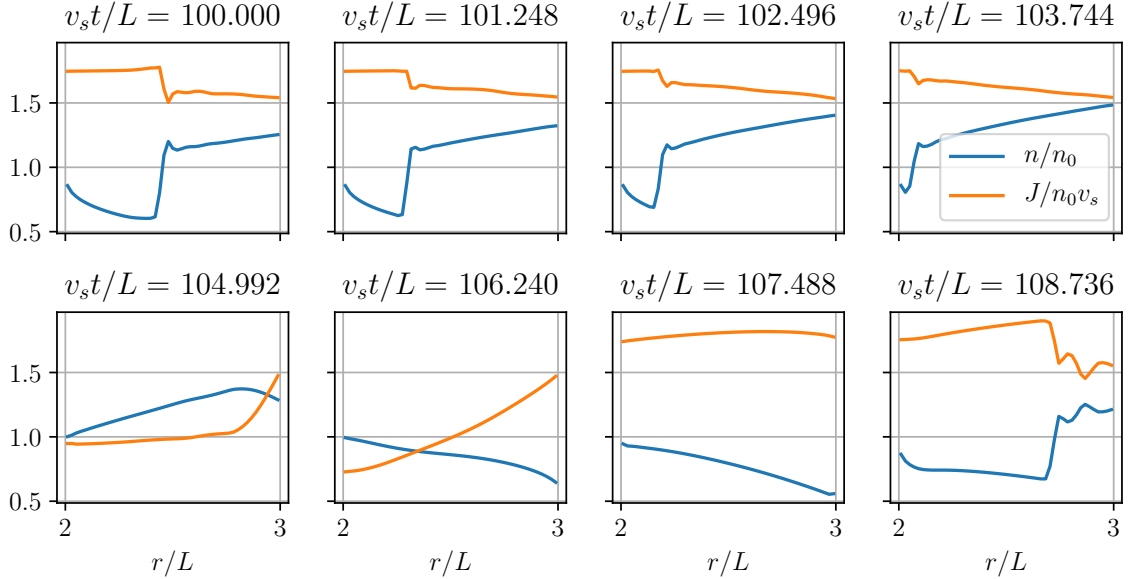 v_s t/L = 100.000
v_s t/L = 101.248
v_s t/L = 102.496
v_s t/L = 103.744
1.5
1.0
0.5
n/n_0
J/n_0 v_s
v_s t/L = 104.992
v_s t/L = 106.240
v_s t/L = 107.488
v_s t/L = 108.736
1.5
1.0
0.5
2 3
2 3
2 3
2 3
r/L
r/L
r/L
r/L